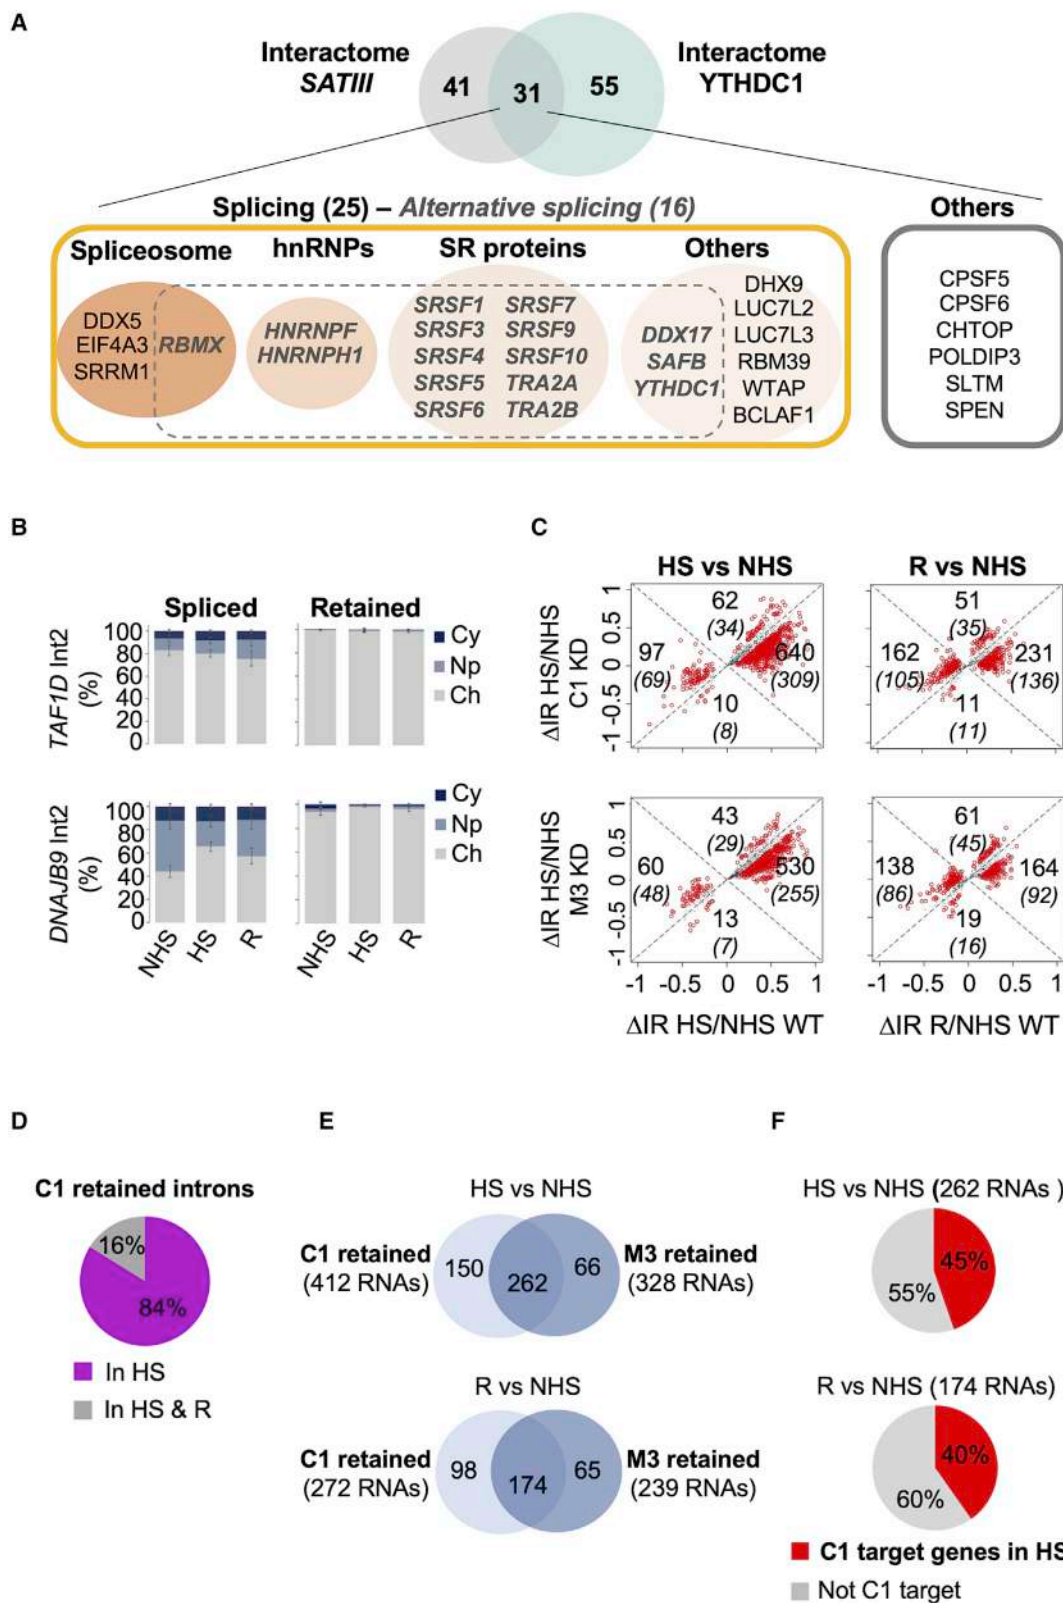 A
Interactome
SATIII
41
31
55
Interactome
YTHDC1
Splicing (25) – Alternative splicing (16)
Others
Spliceosome
hnRNPs
SR proteins
Others
DDX5
EIF4A3
SRRM1
RBMX
HNRNPF
HNRNPH1
SRSF1 SRSF7
SRSF3 SRSF9
SRSF4 SRSF10
SRSF5 TRA2A
SRSF6 TRA2B
DDX17
SAFB
YTHDC1
DHX9
LUC7L2
LUC7L3
RBM39
WTAP
BCLAF1
CPSF5
CPSF6
CHTOP
POLDIP3
SLTM
SPEN
B
Spliced
Retained
TAF1D Int2
(%)
100
80
60
40
20
0
Cy
Np
Ch
DNAJB9 Int2
(%)
100
80
60
40
20
0
Cy
Np
Ch
NHS
HS
R
NHS
HS
R
C
HS vs NHS
R vs NHS
ΔIR HS/NHS
C1 KD
-1 -0.5 0 0.5 1
62
(34)
97
(69)
640
(309)
10
(8)
51
(35)
162
(105)
231
(136)
11
(11)
ΔIR HS/NHS
M3 KD
-1 -0.5 0 0.5 1
43
(29)
60
(48)
530
(255)
13
(7)
61
(45)
138
(86)
164
(92)
19
(16)
-1 -0.5 0 0.5 1
-1 -0.5 0 0.5 1
ΔIR HS/NHS WT
ΔIR R/NHS WT
D
C1 retained introns
16%
84%
In HS
In HS & R
E
HS vs NHS
C1 retained
(412 RNAs)
150
262
66
M3 retained
(328 RNAs)
R vs NHS
C1 retained
(272 RNAs)
98
174
65
M3 retained
(239 RNAs)
F
HS vs NHS (262 RNAs )
45%
55%
R vs NHS (174 RNAs)
40%
60%
C1 target genes in HS
Not C1 target